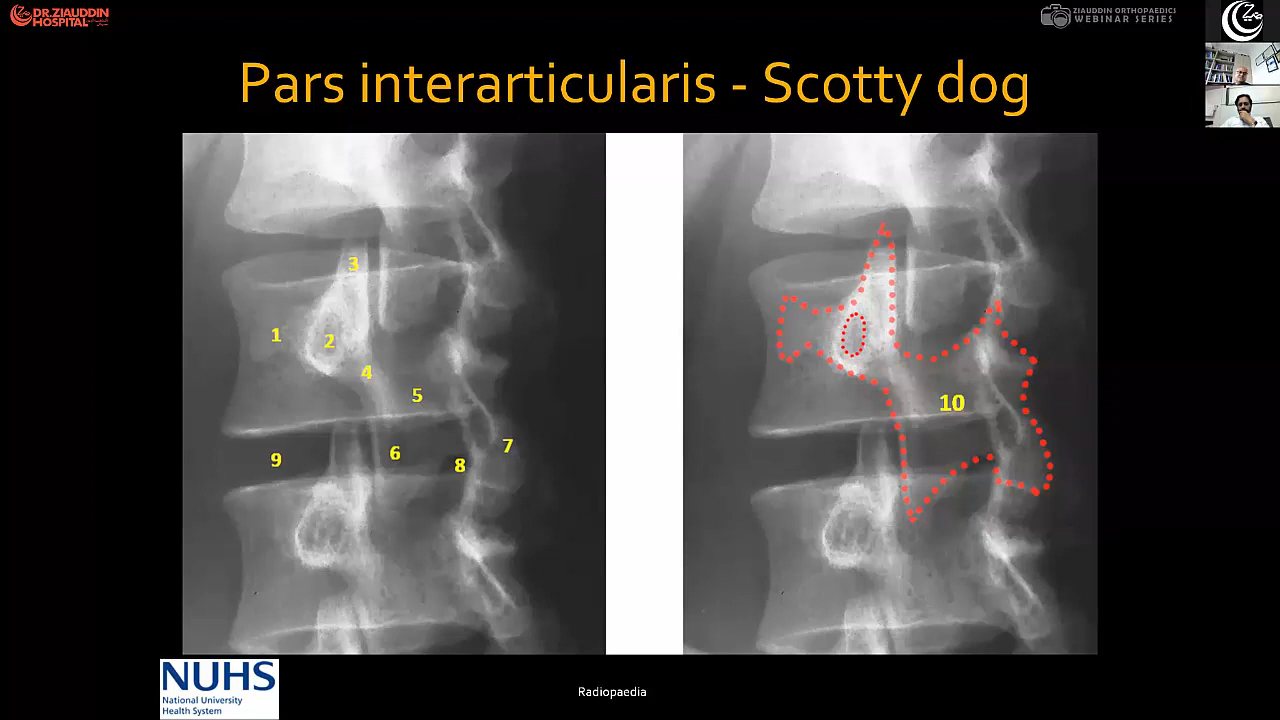 DR.ZIAUDDIN
HOSPITAL
ZIAUDDIN ORTHOPAEDICS
WEBINAR SERIES
Pars interarticularis - Scotty dog
3
1
2
4
5
6
7
8
9
10
NUHS
National University
Health System
Radiopaedia